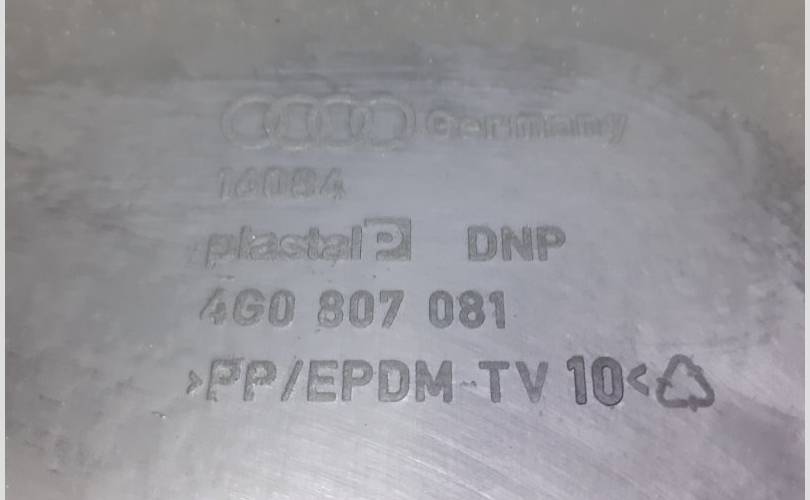 Germany
16084
plastal P DNP
4G0 807 081
>PP/EPDM-TV 10<